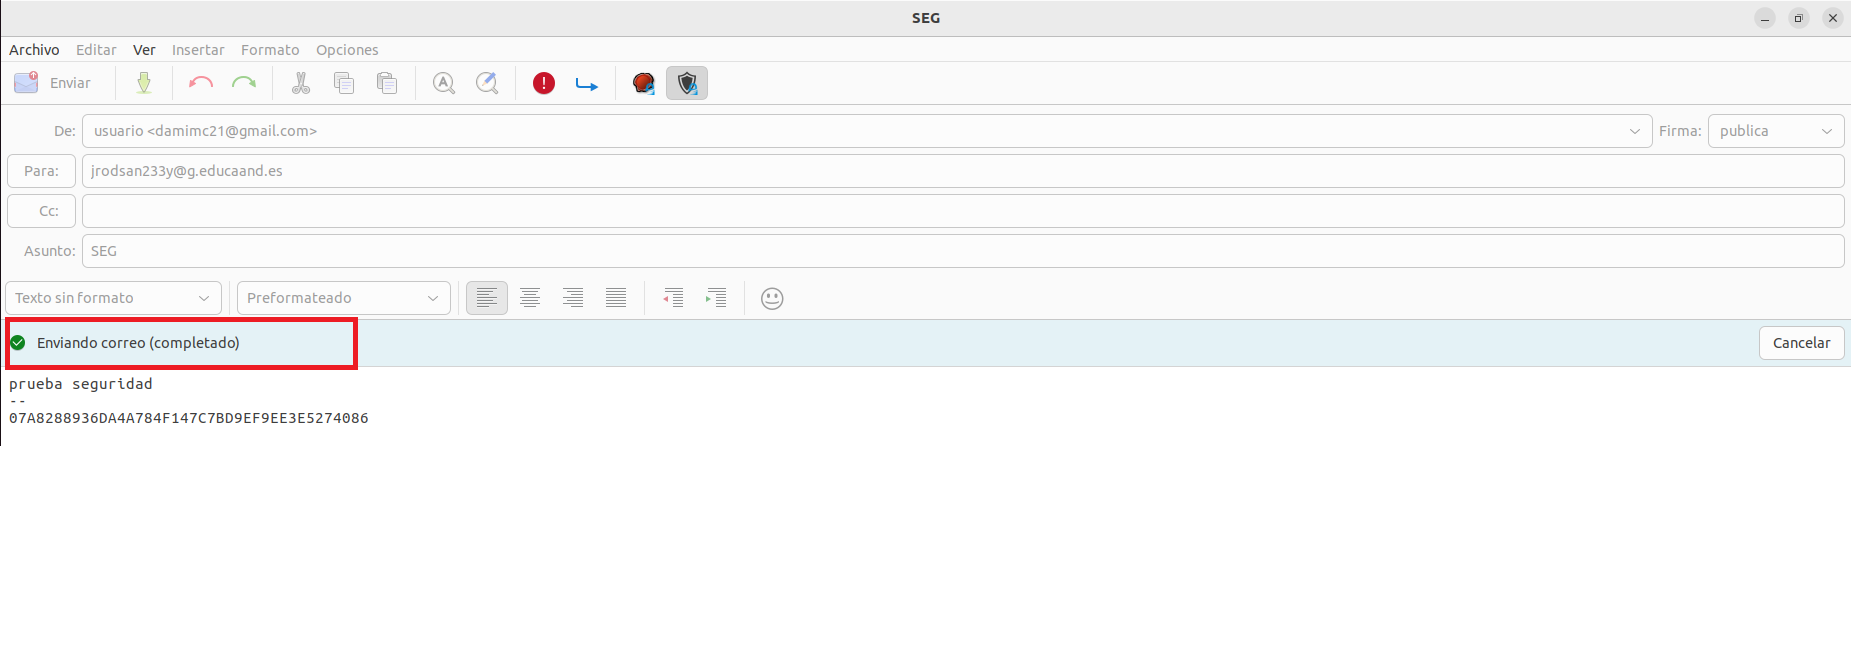 SEG
Archivo Editar Ver Insertar Formato Opciones
Enviar
De: usuario <damimc21@gmail.com> Firma: publica
Para: jrodsan233y@g.educaand.es
Cc:
Asunto: SEG
Texto sin formato Preformateado
Enviando correo (completado) Cancelar
prueba seguridad
--
07A8288936DA4A784F147C7BD9EF9EE3E5274086